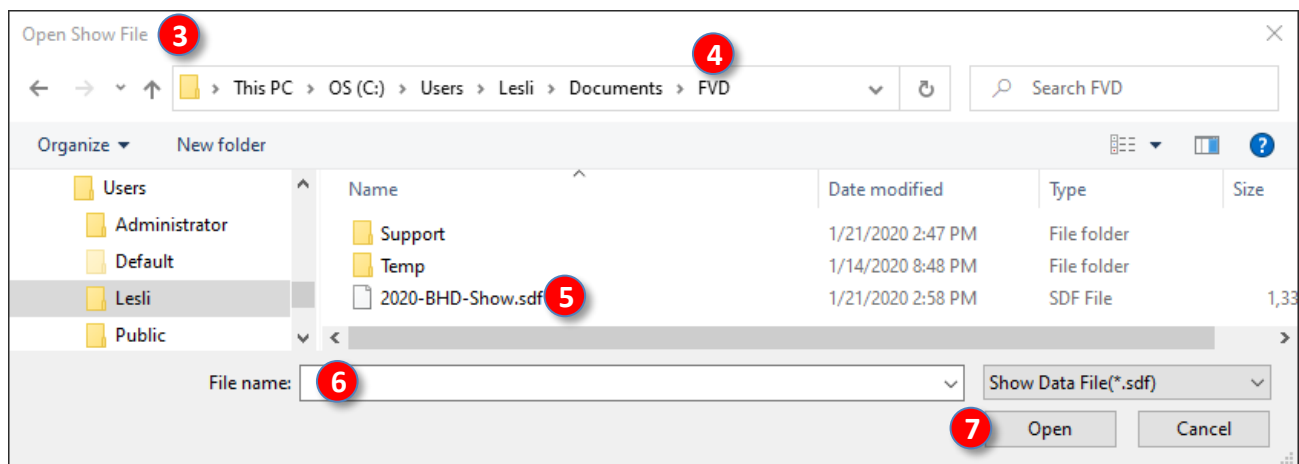 Open Show File 3
4
This PC > OS (C:) > Users > Lesli > Documents > FVD
Search FVD
Organize New folder
?
Users
Administrator
Default
Lesli
Public
Name Date modified Type Size
Support 1/21/2020 2:47 PM File folder
Temp 1/14/2020 8:48 PM File folder
2020-BHD-Show.sdf 5 1/21/2020 2:58 PM SDF File 1,33
File name: 6 Show Data File(*.sdf)
7 Open Cancel